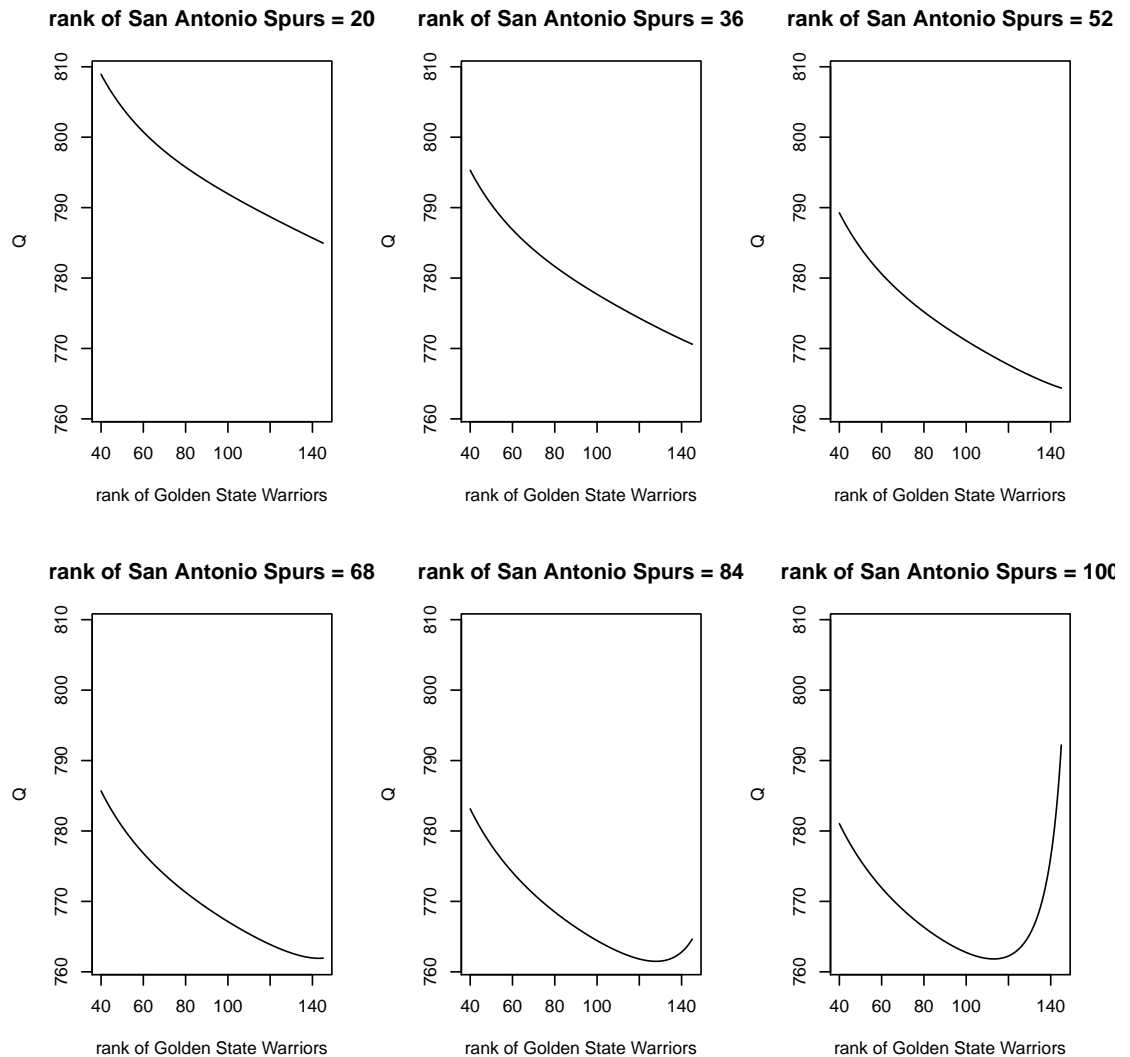 rank of San Antonio Spurs = 20
810
800
790
780
770
760
Q
40 60 80 100 140
rank of Golden State Warriors
rank of San Antonio Spurs = 36
810
800
790
780
770
760
Q
40 60 80 100 140
rank of Golden State Warriors
rank of San Antonio Spurs = 52
810
800
790
780
770
760
Q
40 60 80 100 140
rank of Golden State Warriors
rank of San Antonio Spurs = 68
810
800
790
780
770
760
Q
40 60 80 100 140
rank of Golden State Warriors
rank of San Antonio Spurs = 84
810
800
790
780
770
760
Q
40 60 80 100 140
rank of Golden State Warriors
rank of San Antonio Spurs = 100
810
800
790
780
770
760
Q
40 60 80 100 140
rank of Golden State Warriors